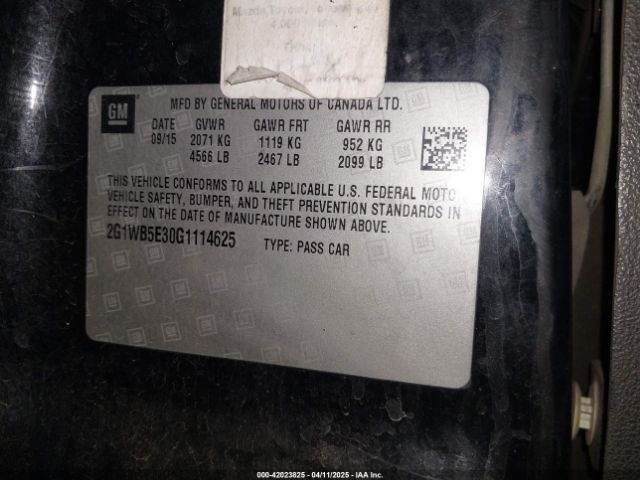 GM
MFD BY GENERAL MOTORS OF CANADA LTD.
DATE GVWR GAWR FRT GAWR RR
09/15 2071 KG 1119 KG 952 KG
4566 LB 2467 LB 2099 LB
THIS VEHICLE CONFORMS TO ALL APPLICABLE U.S. FEDERAL MOTO
VEHICLE SAFETY, BUMPER, AND THEFT PREVENTION STANDARDS IN
EFFECT ON THE DATE OF MANUFACTURE SHOWN ABOVE.
2G1WB5E30G1114625 TYPE: PASS CAR
000-42023825 - 04/11/2025 - IAA Inc.